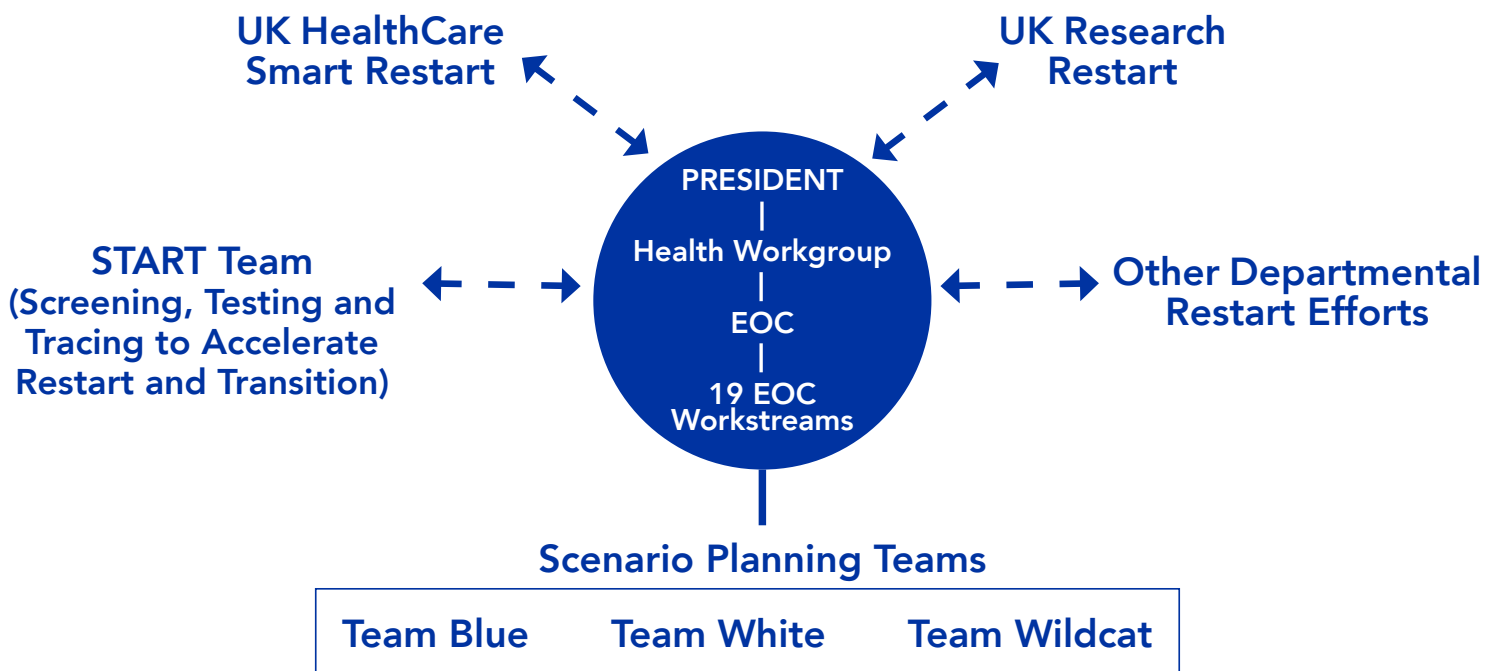 UK HealthCare
Smart Restart
UK Research
Restart
PRESIDENT
Health Workgroup
EOC
19 EOC
Workstreams
START Team
(Screening, Testing and
Tracing to Accelerate
Restart and Transition)
Other Departmental
Restart Efforts
Scenario Planning Teams
Team Blue
Team White
Team Wildcat